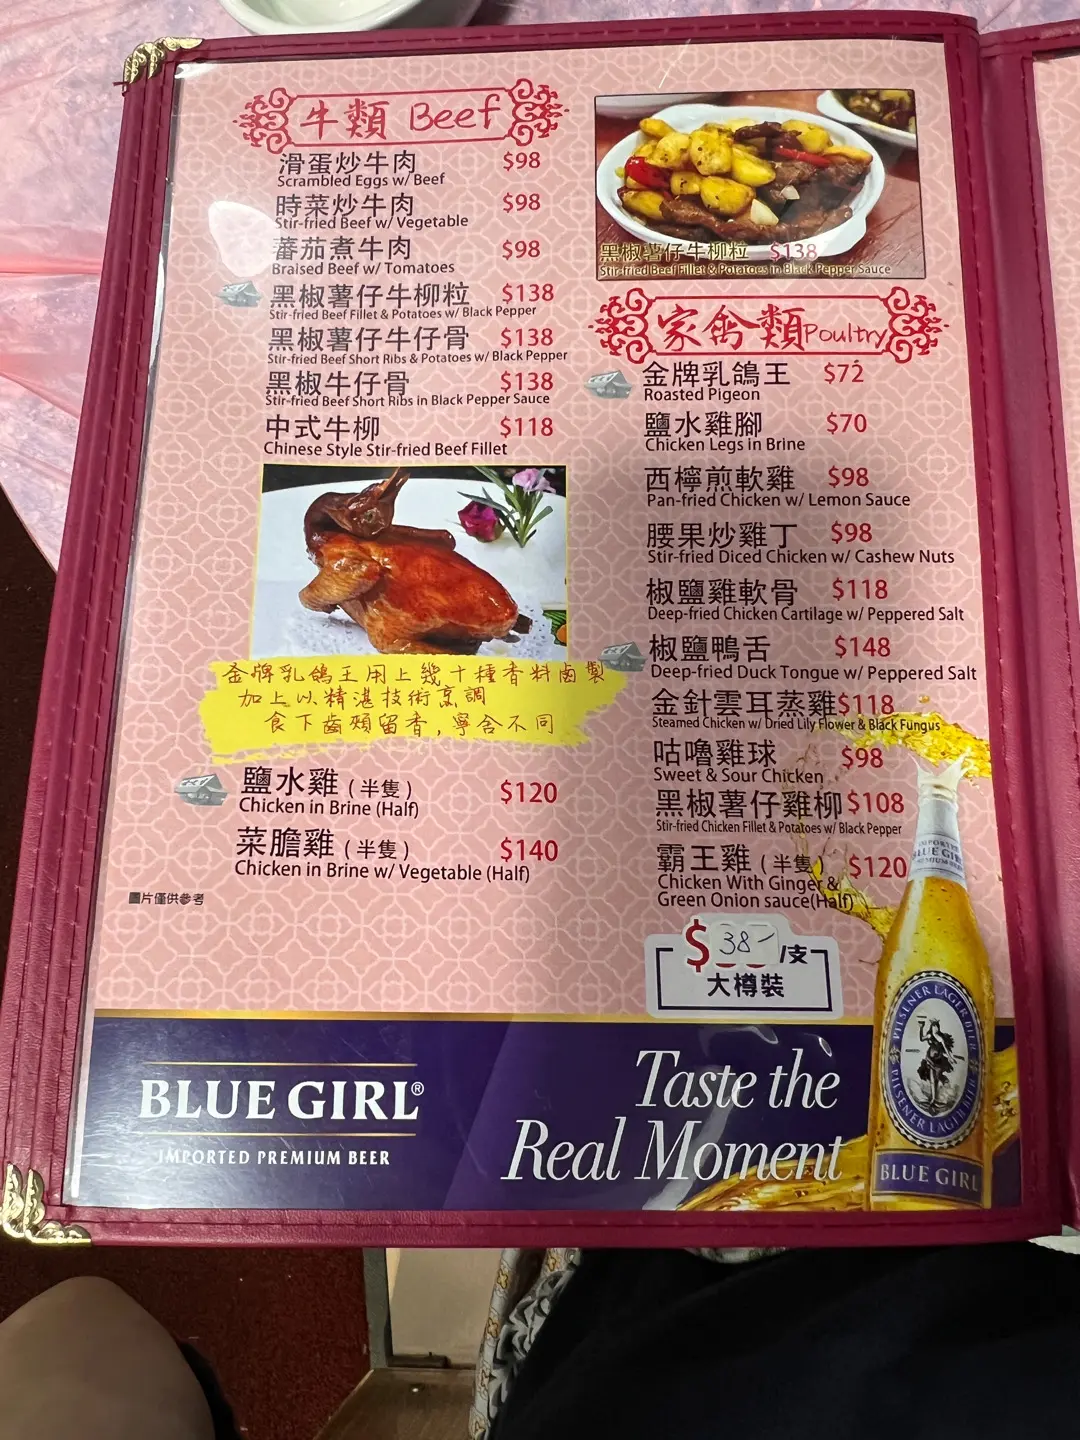 牛類 Beef
滑蛋炒牛肉 $98
Scrambled Eggs w/ Beef
時菜炒牛肉 $98
Stir-fried Beef w/ Vegetable
蕃茄煮牛肉 $98
Braised Beef w/ Tomatoes
黑椒薯仔牛柳粒 $138
Stir-fried Beef Fillet & Potatoes w/ Black Pepper
黑椒薯仔牛仔骨 $138
Stir-fried Beef Short Ribs & Potatoes w/ Black Pepper
黑椒牛仔骨 $138
Stir-fried Beef Short Ribs in Black Pepper Sauce
中式牛柳 $118
Chinese Style Stir-fried Beef Fillet
金牌乳鴿王用上幾十種香料鹵製
加上以精湛技術烹調
食下齒頰留香,寧舍不同
鹽水雞 (半隻) $120
Chicken in Brine (Half)
菜膽雞 (半隻) $140
Chicken in Brine w/ Vegetable (Half)
圖片僅供參考
黑椒薯仔牛柳粒 $138
Stir-fried Beef Fillet & Potatoes in Black Pepper Sauce
家禽類 Poultry
金牌乳鴿王 $72
Roasted Pigeon
鹽水雞腳 $70
Chicken Legs in Brine
西檸煎軟雞 $98
Pan-fried Chicken w/ Lemon Sauce
腰果炒雞丁 $98
Stir-fried Diced Chicken w/ Cashew Nuts
椒鹽雞軟骨 $118
Deep-fried Chicken Cartilage w/ Peppered Salt
椒鹽鴨舌 $148
Deep-fried Duck Tongue w/ Peppered Salt
金針雲耳蒸雞 $118
Steamed Chicken w/ Dried Lily Flower & Black Fungus
咕嚕雞球 $98
Sweet & Sour Chicken
黑椒薯仔雞柳 $108
Stir-fried Chicken Fillet & Potatoes w/ Black Pepper
霸王雞 (半隻) $120
Chicken With Ginger &
Green Onion sauce(Half)
$38-/支
大樽裝
BLUE GIRL®
IMPORTED PREMIUM BEER
Taste the
Real Moment
IMPORTED
BLUE GIRL
PREMIUM BEER
PILSENER LAGER BIER
PILSENER LAGER BIER
BLUE GIRL